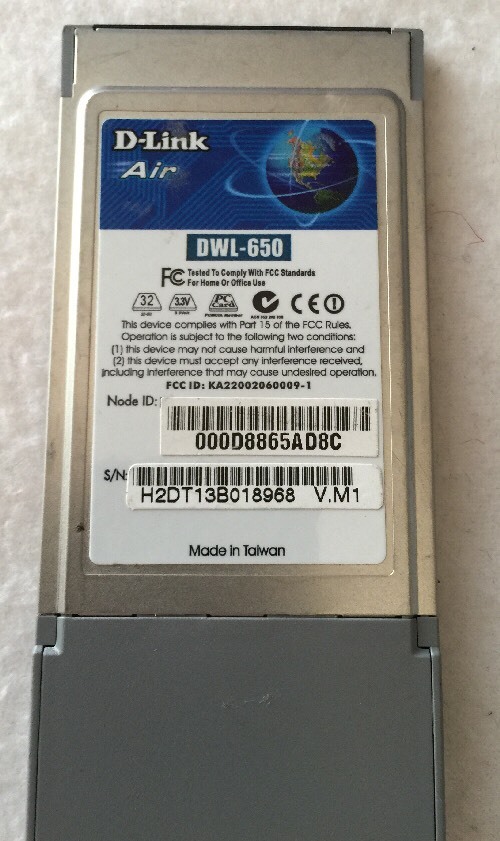 D-Link
Air
DWL-650
FC Tested To Comply With FCC Standards
For Home Or Office Use
32
3.3V
PC Card
CE
This device complies with Part 15 of the FCC Rules.
Operation is subject to the following two conditions:
(1) this device may not cause harmful interference and
(2) this device must accept any interference received,
including interference that may cause undesired operation.
FCC ID: KA22002060009-1
Node ID:
000D8865AD8C
S/N:
H2DT13B018968 V.M1
Made in Taiwan